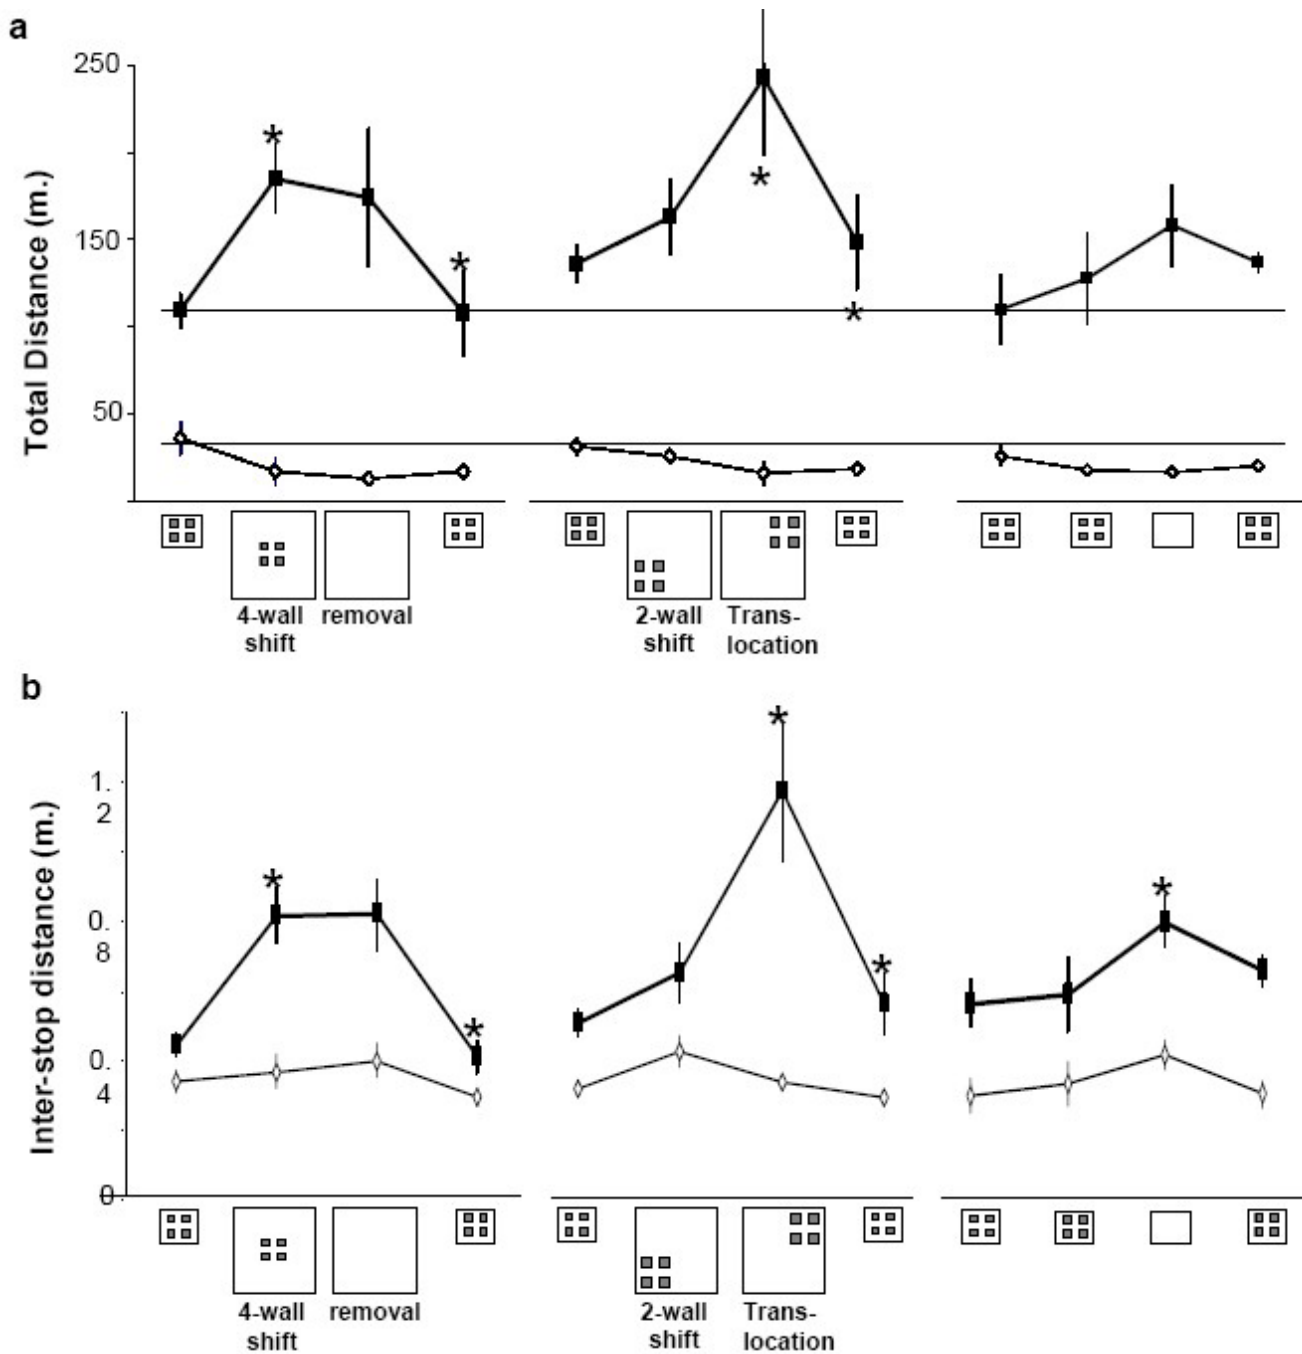 a
Total Distance (m.)
250
150
50
*
*
*
*
4-wall
shift
removal
2-wall
shift
Trans-
location
b
Inter-stop distance (m.)
1.
2
0.
8
0.
4
0.
*
*
*
*
*
4-wall
shift
removal
2-wall
shift
Trans-
location